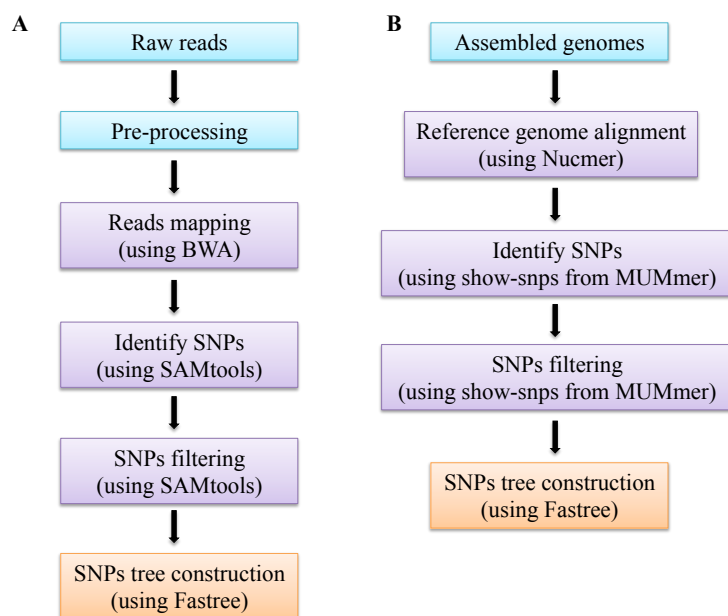 A
Raw reads
Pre-processing
Reads mapping
(using BWA)
Identify SNPs
(using SAMtools)
SNPs filtering
(using SAMtools)
SNPs tree construction
(using Fastree)
B
Assembled genomes
Reference genome alignment
(using Nucmer)
Identify SNPs
(using show-snps from MUMmer)
SNPs filtering
(using show-snps from MUMmer)
SNPs tree construction
(using Fastree)